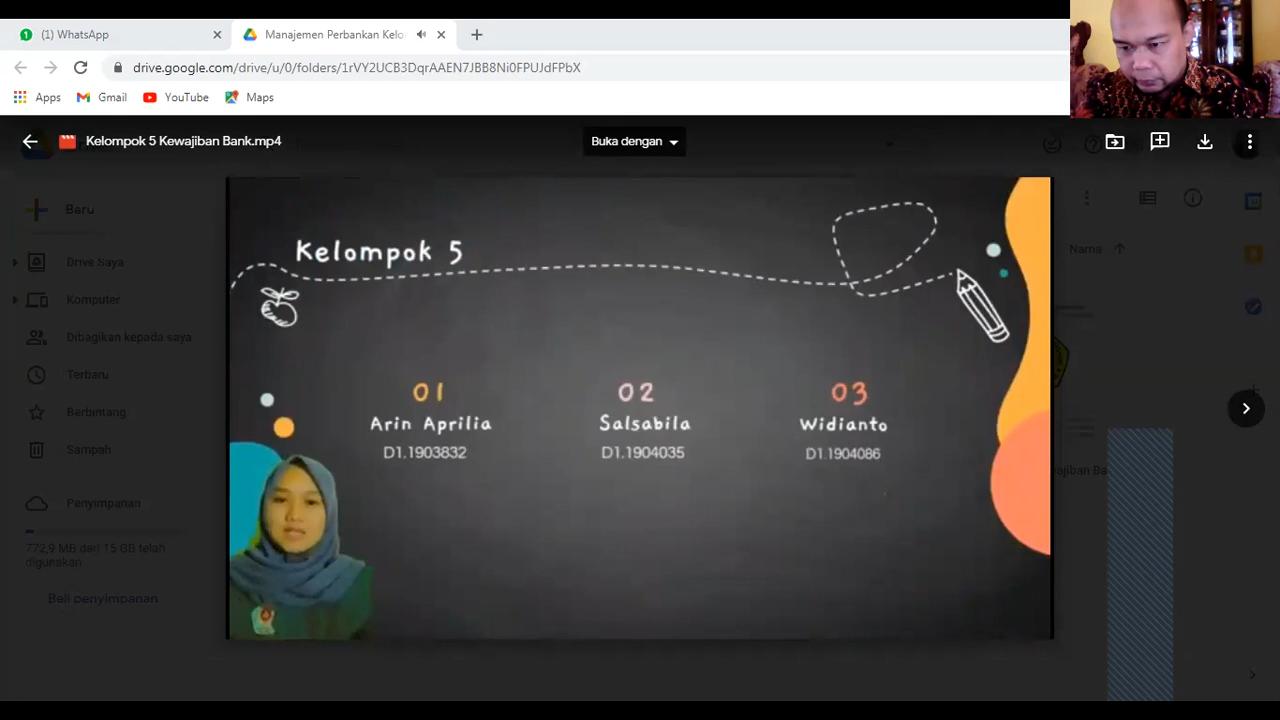 (1) WhatsApp
Manajemen Perbankan Kelo
drive.google.com/drive/u/0/folders/1rVY2UCB3DqrAAEN7JBB8Ni0FPUJdFPbX
Apps
Gmail
YouTube
Maps
Kelompok 5 Kewajiban Bank.mp4
Buka dengan
Baru
Drive Saya
Komputer
Dibagikan kepada saya
Terbaru
Berbintang
Sampah
Penyimpanan
772,9 MB dari 15 GB telah
digunakan
Beli penyimpanan
Nama
Kelompok 5
01
02
03
Arin Aprilia
Salsabila
Widianto
D1.1903832
D1.1904035
D1.1904086